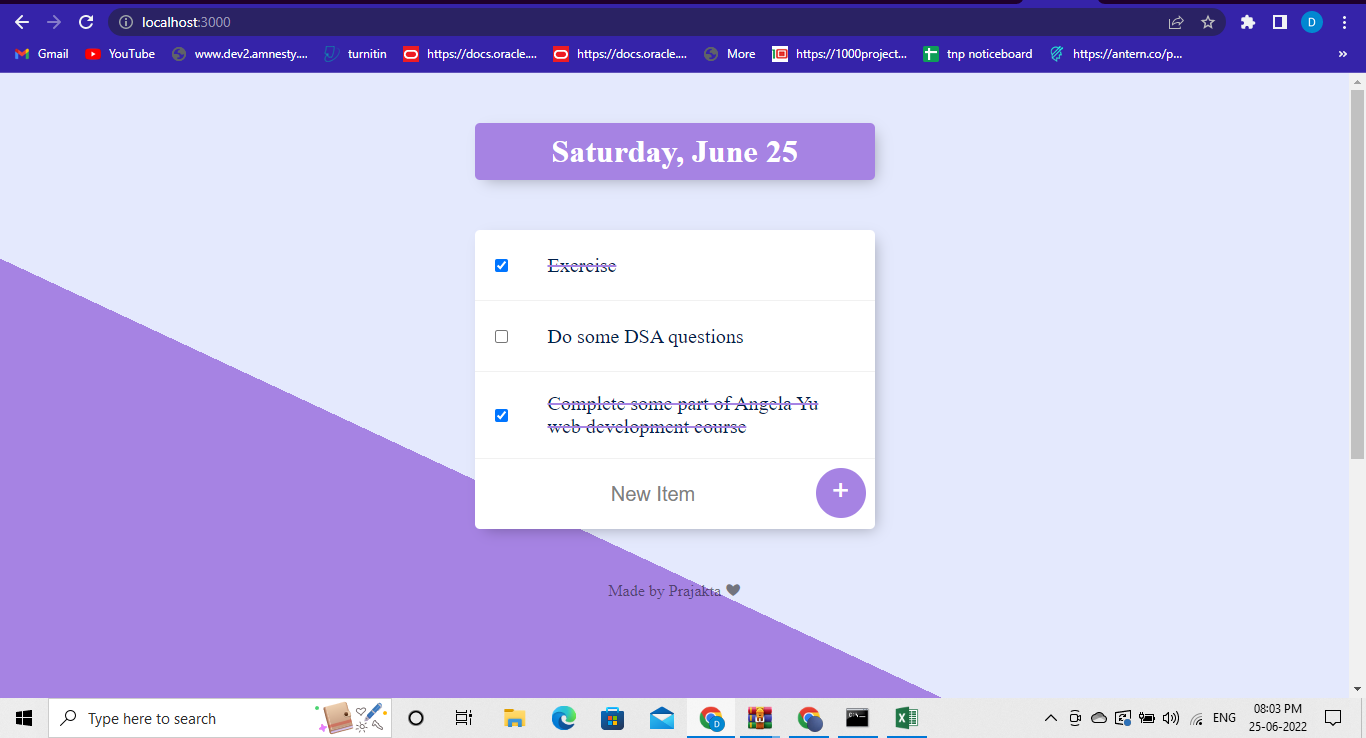 localhost:3000
Gmail YouTube www.dev2.amnesty.... turnitin https://docs.oracle.... https://docs.oracle.... More https://1000project... tnp noticeboard https://antern.co/p... »
D
Saturday, June 25
Exercise
Do some DSA questions
Complete some part of Angela Yu
web development course
New Item
+
Made by Prajakta
Type here to search
ENG
08:03 PM
25-06-2022